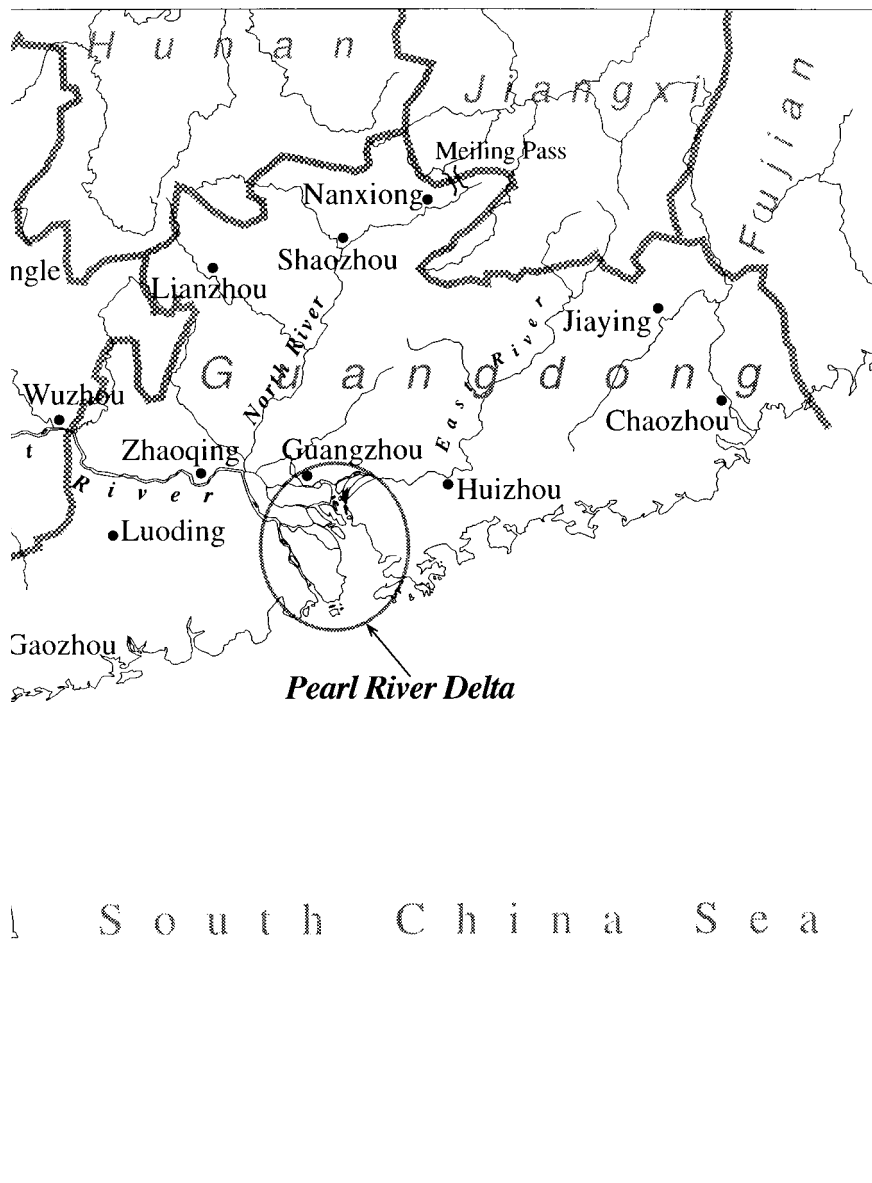 Hunan
Jiangxi
Fujian
Meiling Pass
Nanxiong
Shaozhou
ngle
Lianzhou
North River
East River
Jiaying
Guangdong
Wuzhou
Chaozhou
Zhaoqing
Guangzhou
t River
Huizhou
Luoding
Gaozhou
Pearl River Delta
South China Sea